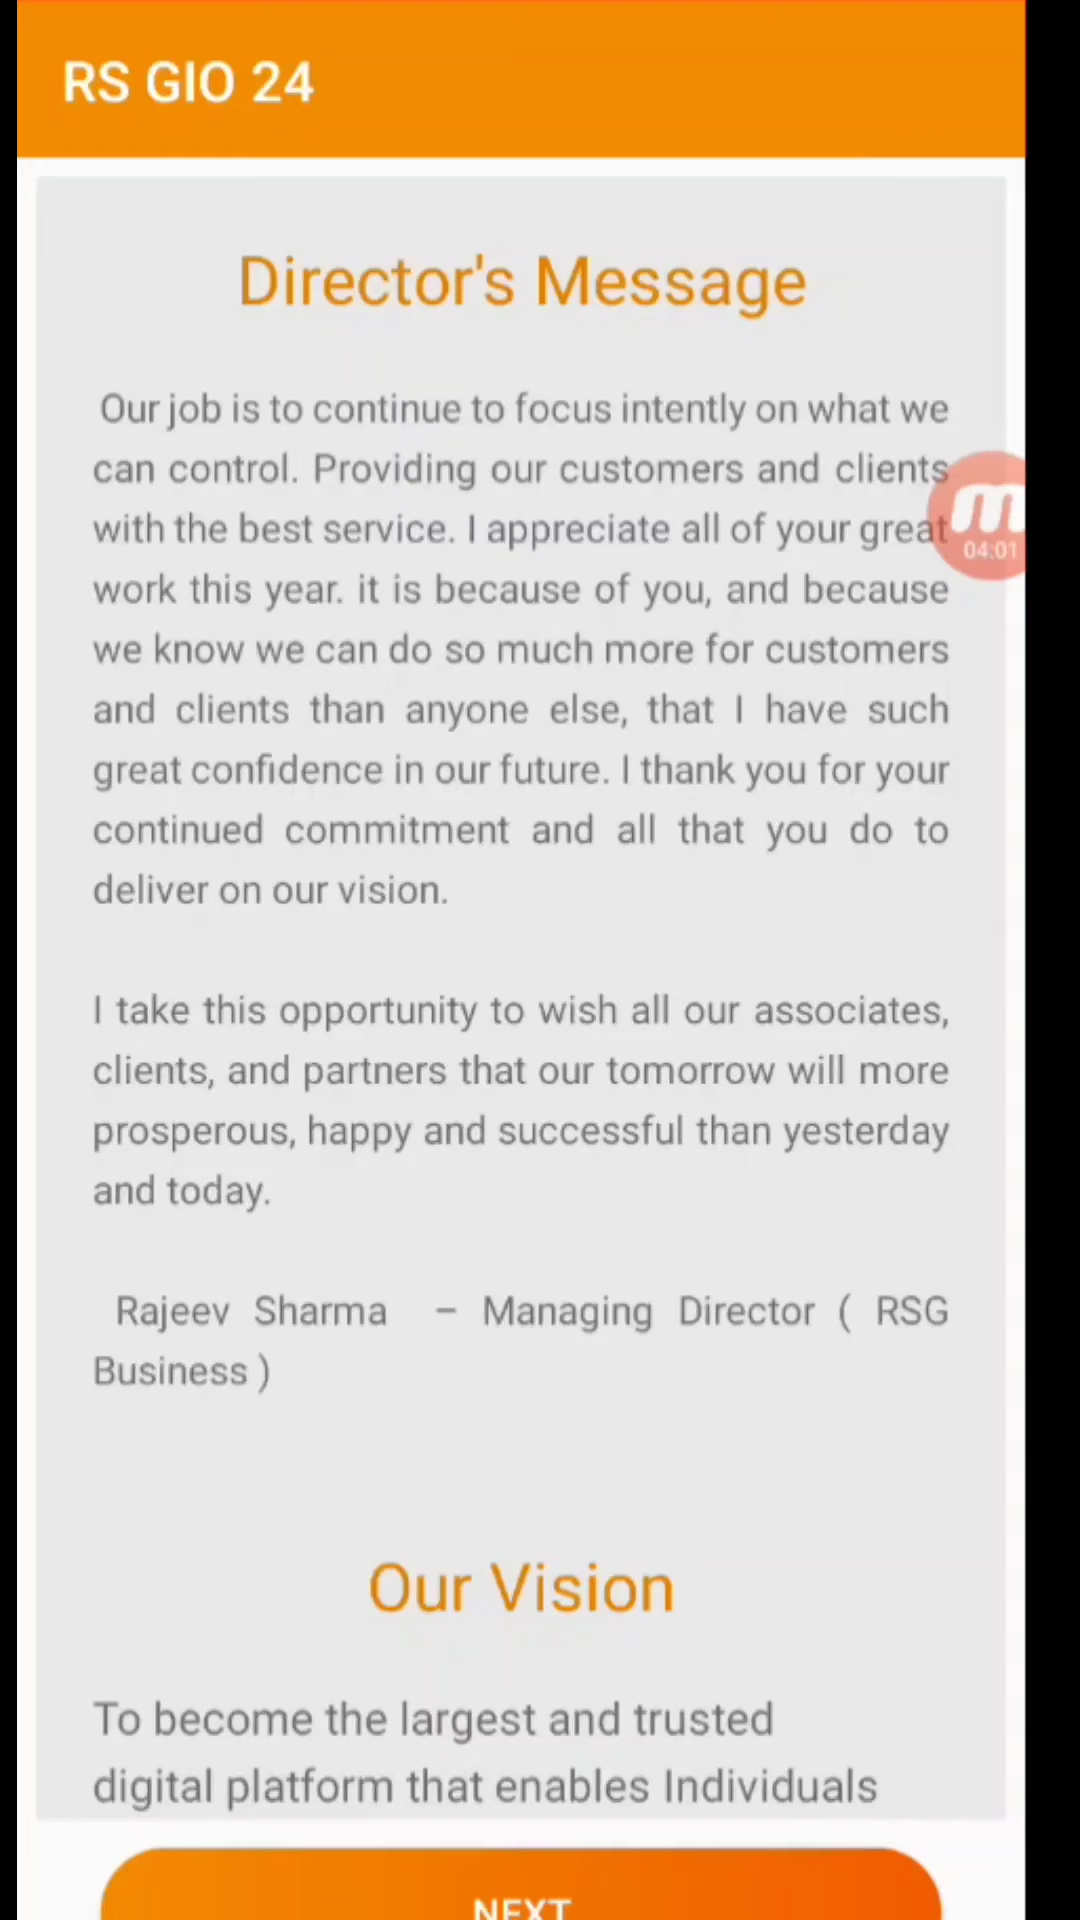 RS GIO 24
Director's Message
Our job is to continue to focus intently on what we
can control. Providing our customers and clients
with the best service. I appreciate all of your great
work this year. it is because of you, and because
we know we can do so much more for customers
and clients than anyone else, that I have such
great confidence in our future. I thank you for your
continued commitment and all that you do to
deliver on our vision.
I take this opportunity to wish all our associates,
clients, and partners that our tomorrow will more
prosperous, happy and successful than yesterday
and today.
Rajeev Sharma – Managing Director ( RSG
Business )
Our Vision
To become the largest and trusted
digital platform that enables Individuals
NEXT
04:01